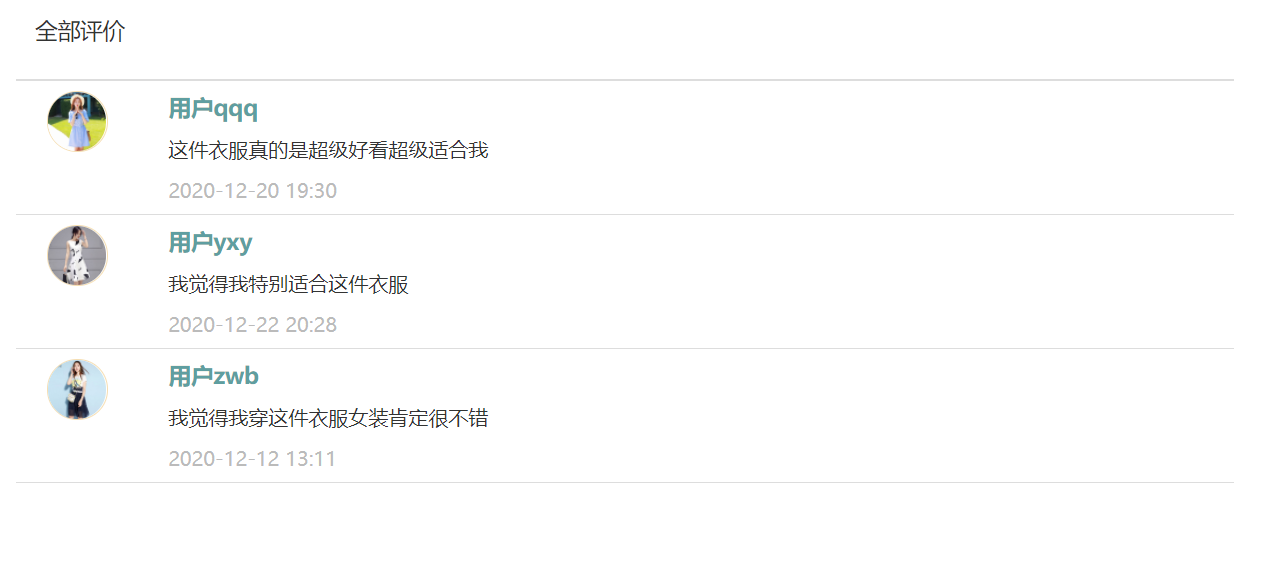 全部评价
用户qqq
这件衣服真的是超级好看超级适合我
2020-12-20 19:30
用户yxy
我觉得我特别适合这件衣服
2020-12-22 20:28
用户zwb
我觉得我穿这件衣服女装肯定很不错
2020-12-12 13:11